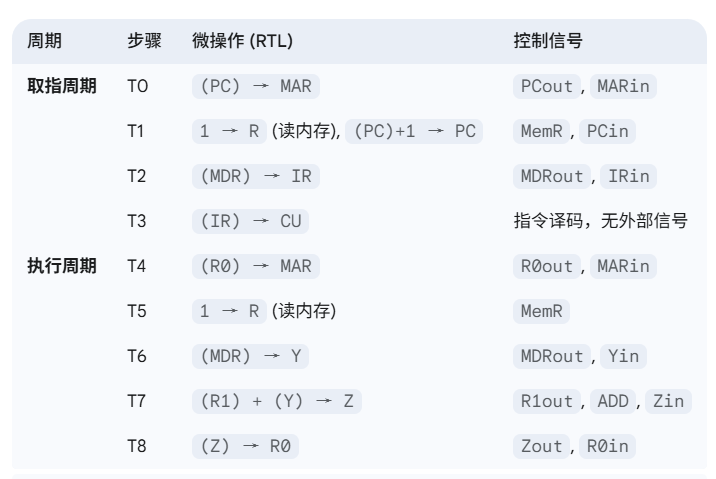 周期 步骤 微操作 (RTL) 控制信号
取指周期 T0 (PC) → MAR PCout, MARin
T1 1 → R (读内存), (PC)+1 → PC MemR, PCin
T2 (MDR) → IR MDRout, IRin
T3 (IR) → CU 指令译码，无外部信号
执行周期 T4 (R0) → MAR R0out, MARin
T5 1 → R (读内存) MemR
T6 (MDR) → Y MDRout, Yin
T7 (R1) + (Y) → Z R1out, ADD, Zin
T8 (Z) → R0 Zout, R0in